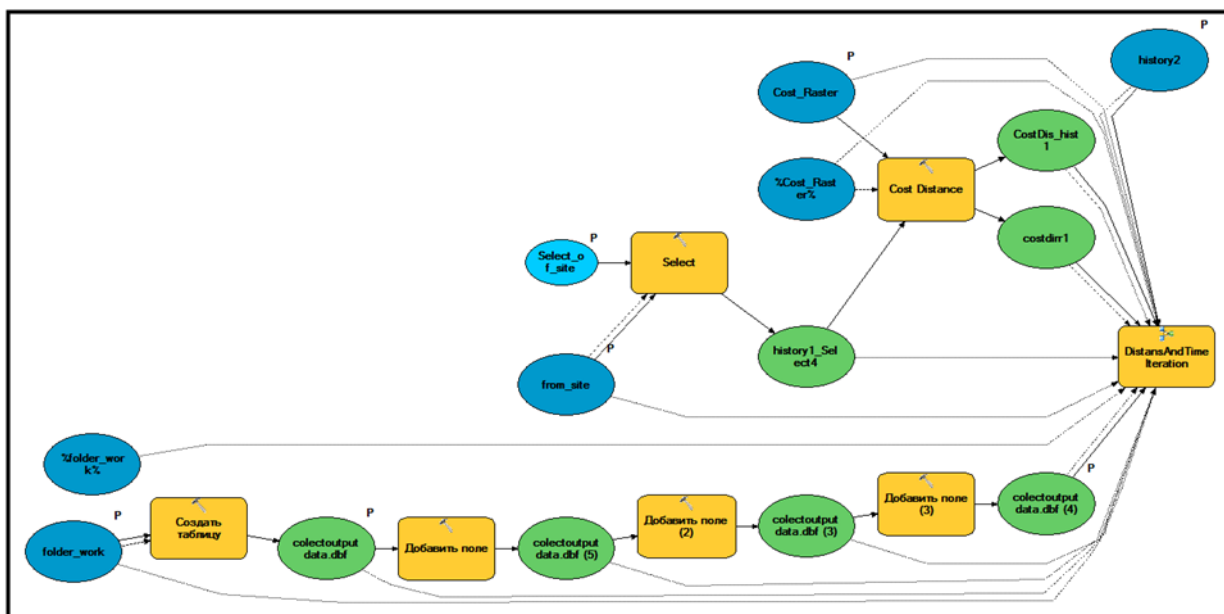 P
history2
P
Cost_Raster
CostDis_hist
1
%Cost_Ras
ter%
Cost Distance
costdirr1
P
Select_o
f_site
Select
history1_Sel
ect4
P
from_site
DistansAndTime
Iteration
%folder_wor
k%
P
folder_work
Создать
таблицу
P
colectoutput
data.dbf
Добавить поле
colectoutput
data.dbf (5)
Добавить поле
(2)
colectoutput
data.dbf (3)
Добавить поле
(3)
colectoutput
data.dbf (4)
P